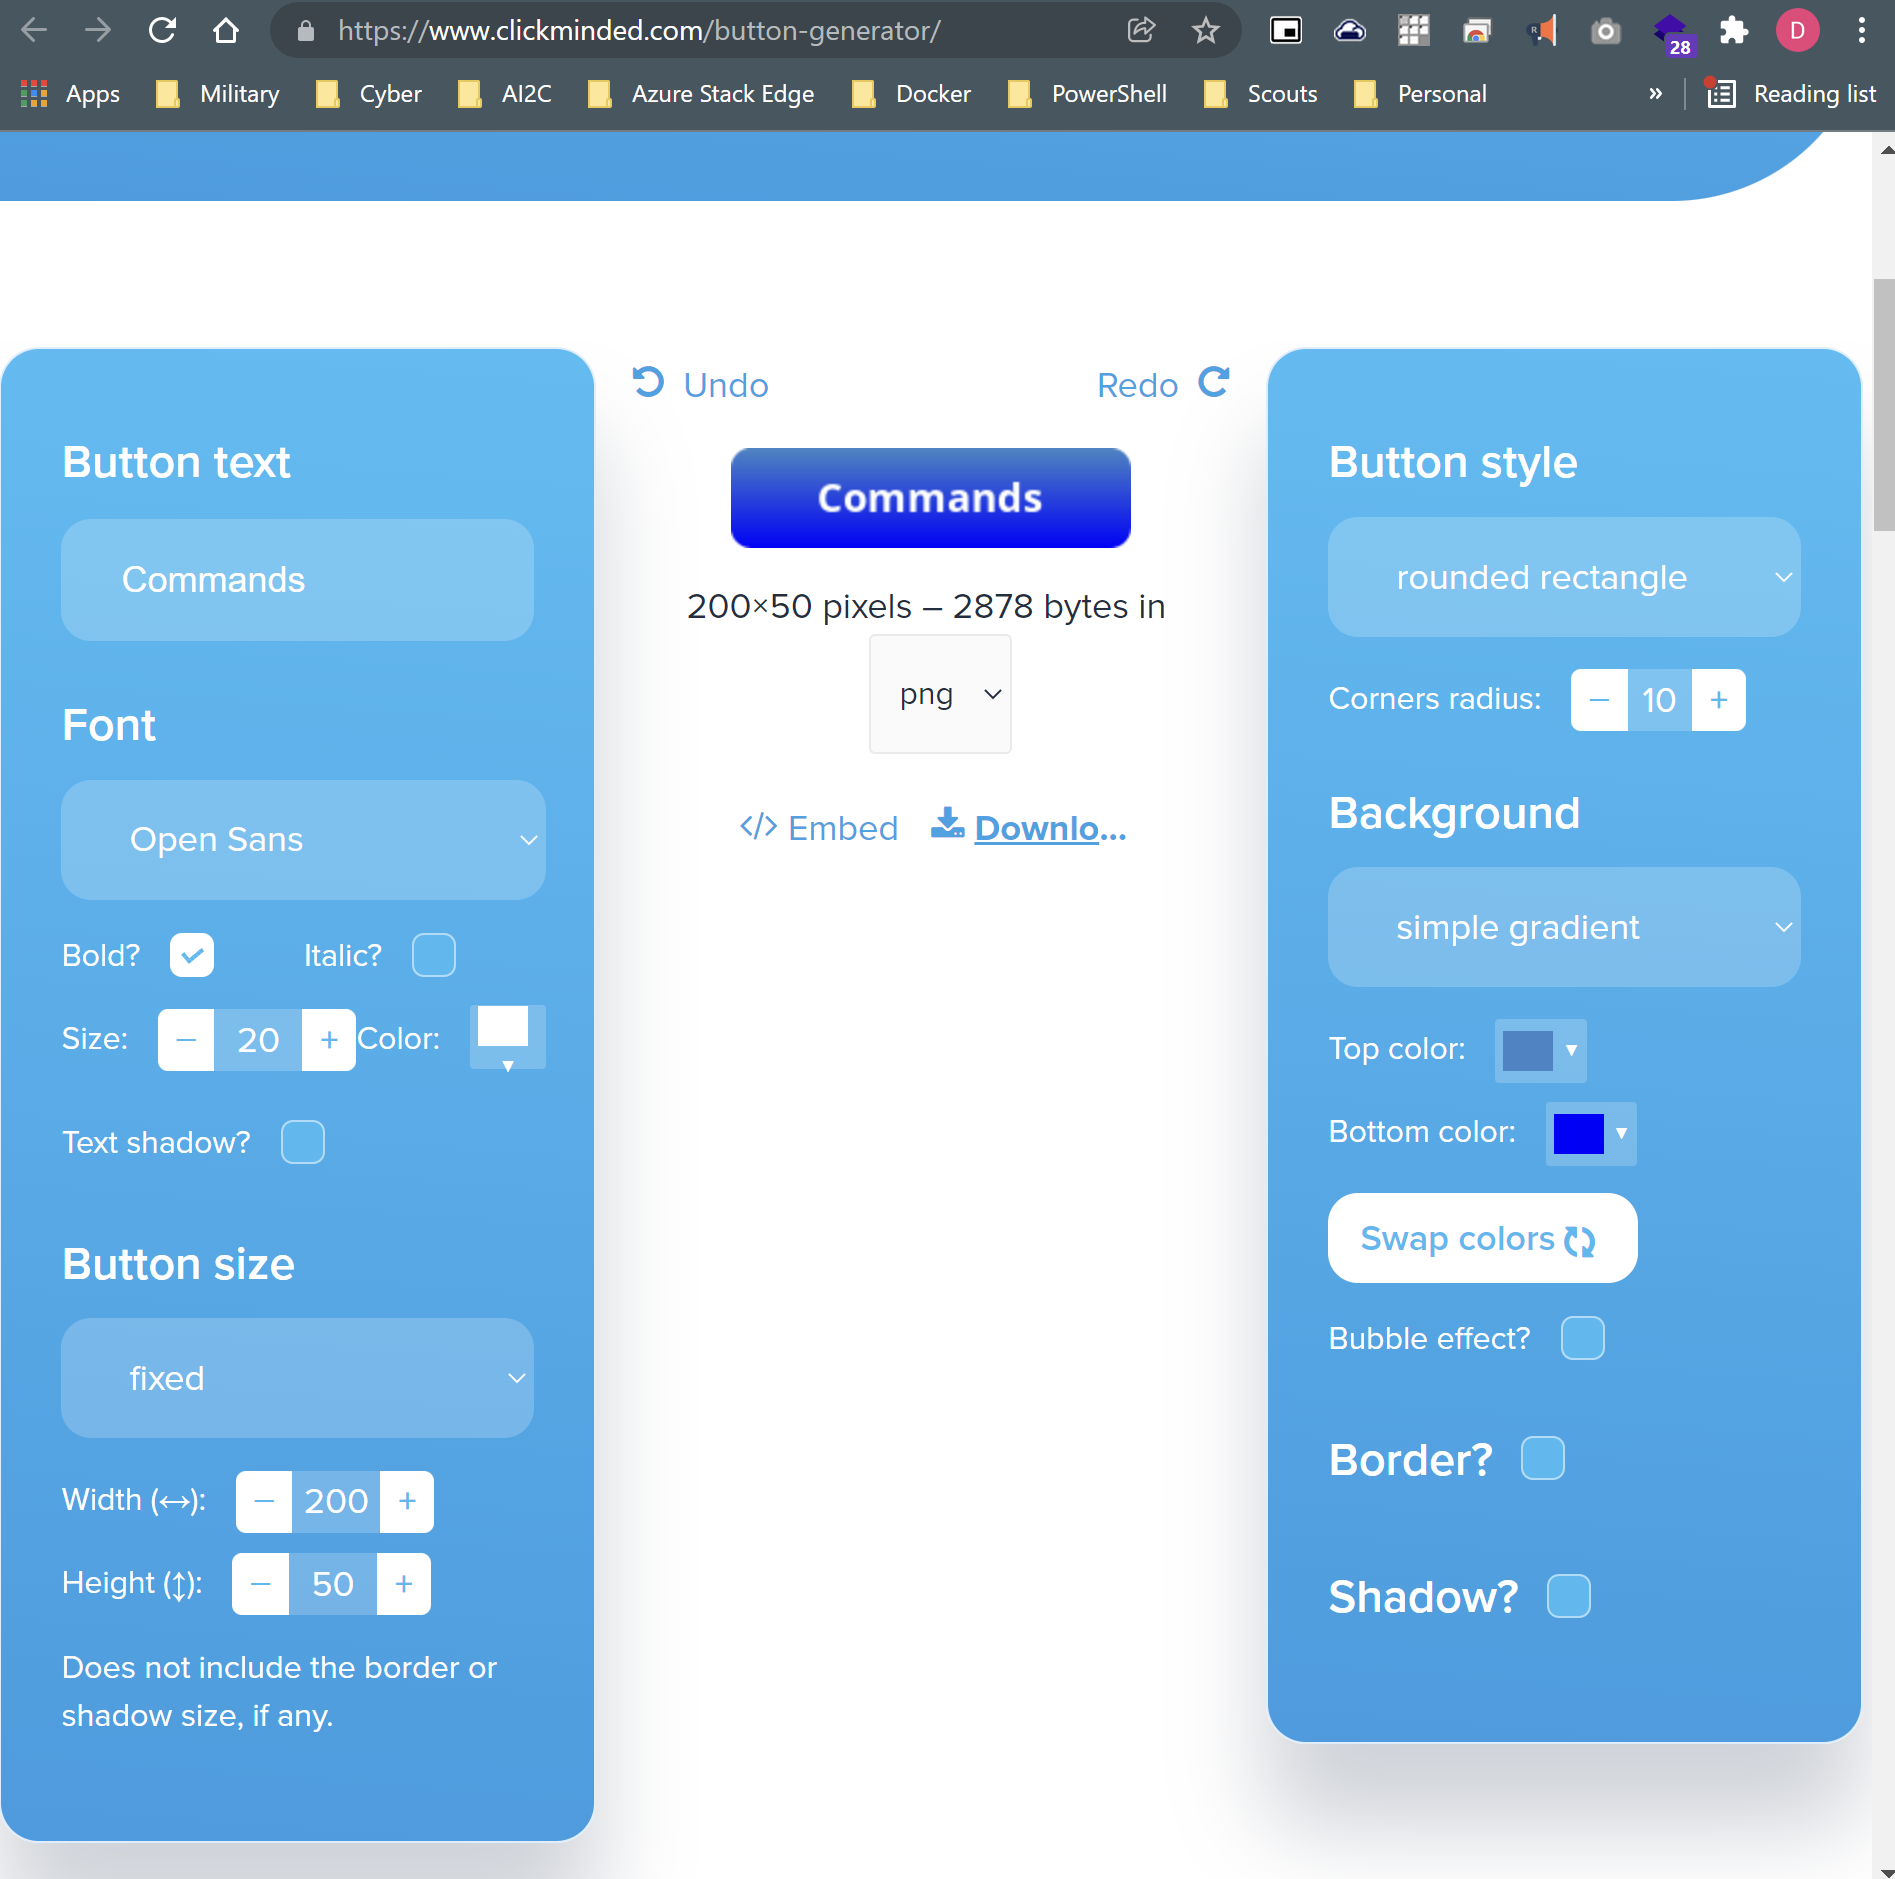 https://www.clickminded.com/button-generator/
28
D
Apps
Military
Cyber
AI2C
Azure Stack Edge
Docker
PowerShell
Scouts
Personal
»
Reading list
Undo
Redo
Button text
Commands
Font
Open Sans
Bold?
Italic?
Size: − 20 + Color:
Text shadow?
Button size
fixed
Width (↔): − 200 +
Height (↕): − 50 +
Does not include the border or
shadow size, if any.
Commands
200×50 pixels – 2878 bytes in
png
</> Embed
Downlo...
Button style
rounded rectangle
Corners radius: − 10 +
Background
simple gradient
Top color:
Bottom color:
Swap colors
Bubble effect?
Border?
Shadow?